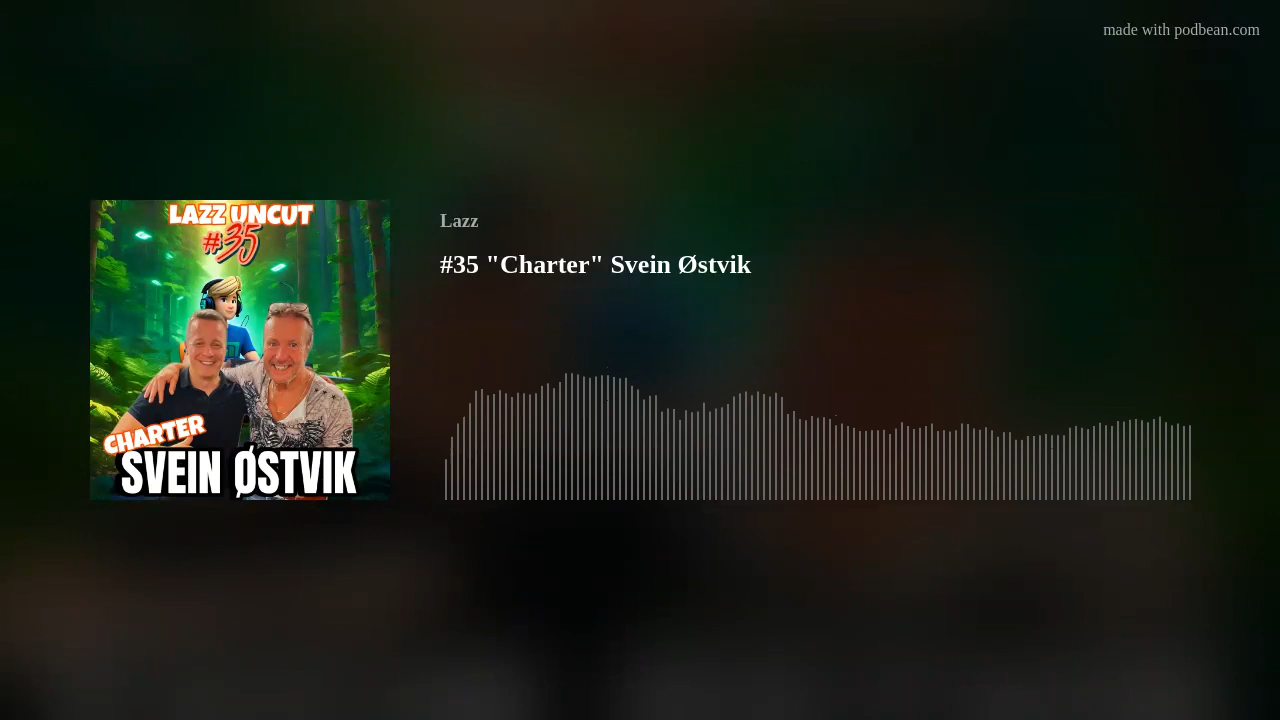 made with podbean.com
LAZZ UNCUT
#35
CHARTER
SVEIN ØSTVIK
Lazz
#35 "Charter" Svein Østvik